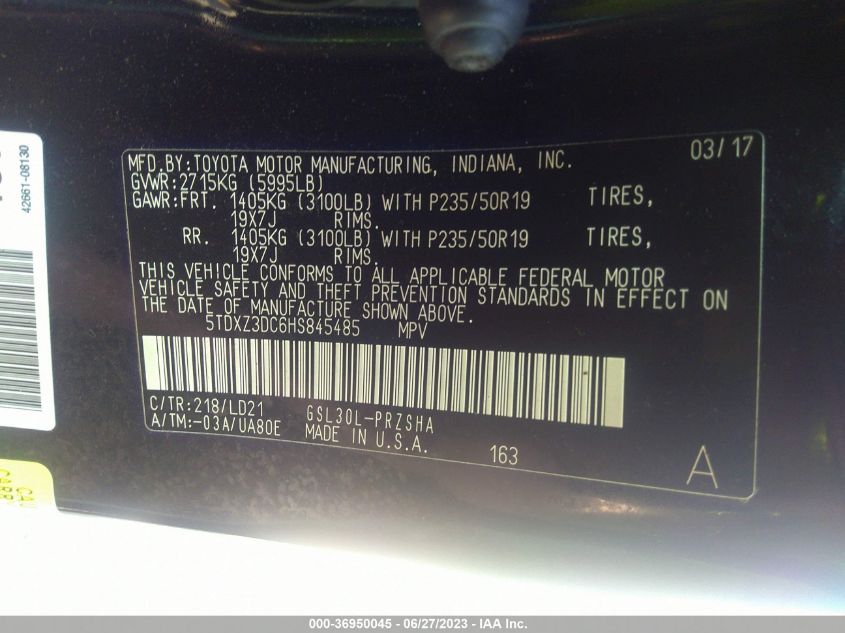 MFD. BY: TOYOTA MOTOR MANUFACTURING, INDIANA, INC. 03/17
GVWR: 2715KG (5995LB)
GAWR: FRT. 1405KG (3100LB) WITH P235/50R19 TIRES,
19X7J RIMS.
RR. 1405KG (3100LB) WITH P235/50R19 TIRES,
19X7J RIMS.
THIS VEHICLE CONFORMS TO ALL APPLICABLE FEDERAL MOTOR
VEHICLE SAFETY AND THEFT PREVENTION STANDARDS IN EFFECT ON
THE DATE OF MANUFACTURE SHOWN ABOVE.
5TDXZ3DC6HS845485 MPV
C/TR: 218/LD21 GSL30L-PRZSHA
A/TM: -03A/UA80E MADE IN U.S.A. 163 A
42661-08130
000-36950045 - 06/27/2023 - IAA Inc.